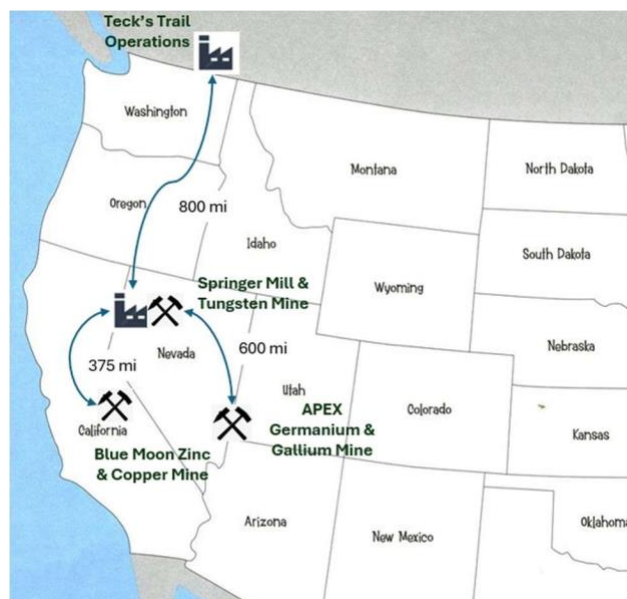 Teck's Trail
Operations
Washington
Montana
North Dakota
Oregon
800 mi
Idaho
South Dakota
Springer Mill &
Tungsten Mine
Wyoming
Nevada
600 mi
Nebraska
375 mi
Utah
Colorado
APEX
Germanium &
Gallium Mine
California
Kansas
Blue Moon Zinc
& Copper Mine
Arizona
New Mexico
Oklahom